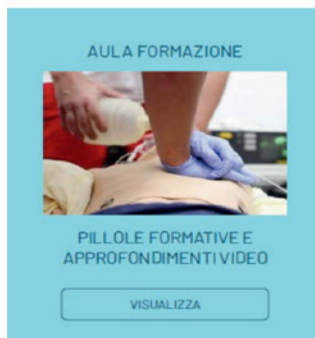 AULA FORMAZIONE
PILLOLE FORMATIVE E
APPROFONDIMENTI VIDEO
VISUALIZZA